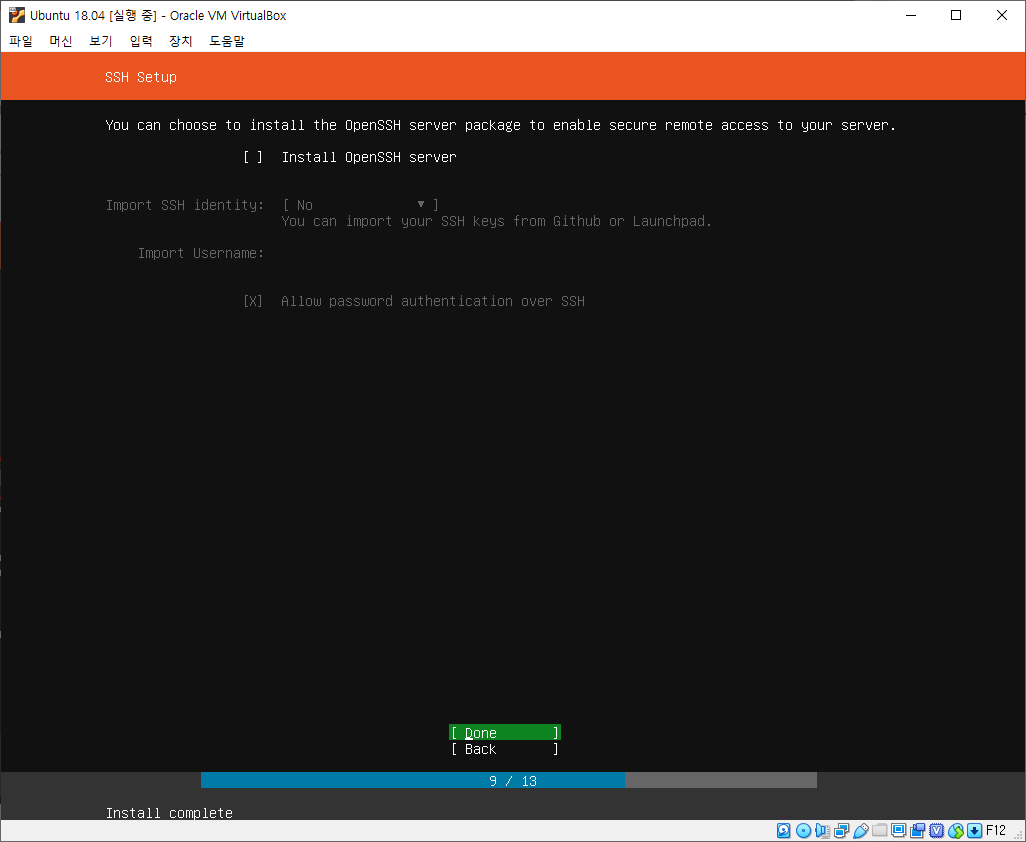 Ubuntu 18.04 [실행 중] - Oracle VM VirtualBox
파일 머신 보기 입력 장치 도움말
SSH Setup
You can choose to install the OpenSSH server package to enable secure remote access to your server.
[ ] Install OpenSSH server
Import SSH identity: [ No ▾ ]
You can import your SSH keys from Github or Launchpad.
Import Username:
[X] Allow password authentication over SSH
[ Done ]
[ Back ]
9 / 13
Install complete
F12